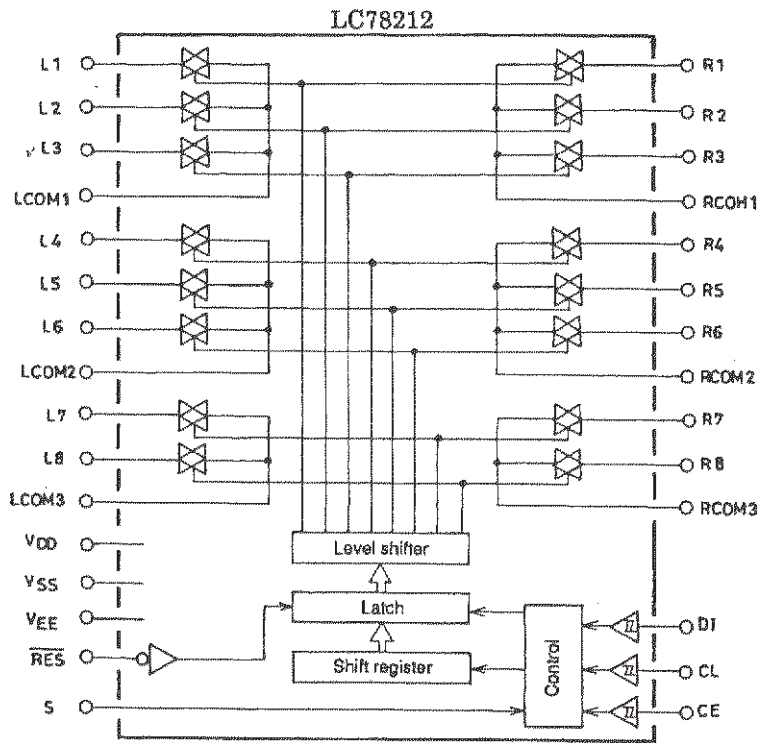 LC78212
L1
L2
L3
LCOM1
L4
L5
L6
LCOM2
L7
L8
LCOM3
VDD
VSS
VEE
RES
S
R1
R2
R3
RCOM1
R4
R5
R6
RCOM2
R7
R8
RCOM3
DI
CL
CE
Level shifter
Latch
Shift register
Control